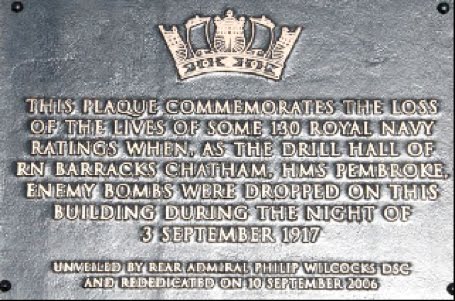 THIS PLAQUE COMMEMORATES THE LOSS
OF THE LIVES OF SOME 130 ROYAL NAVY
RATINGS WHEN, AS THE DRILL HALL OF
RN BARRACKS CHATHAM, HMS PEMBROKE,
ENEMY BOMBS WERE DROPPED ON THIS
BUILDING DURING THE NIGHT OF
3 SEPTEMBER 1917
UNVEILED BY REAR ADMIRAL PHILIP WILCOCKS DSC
AND REDEDICATED ON 10 SEPTEMBER 2006